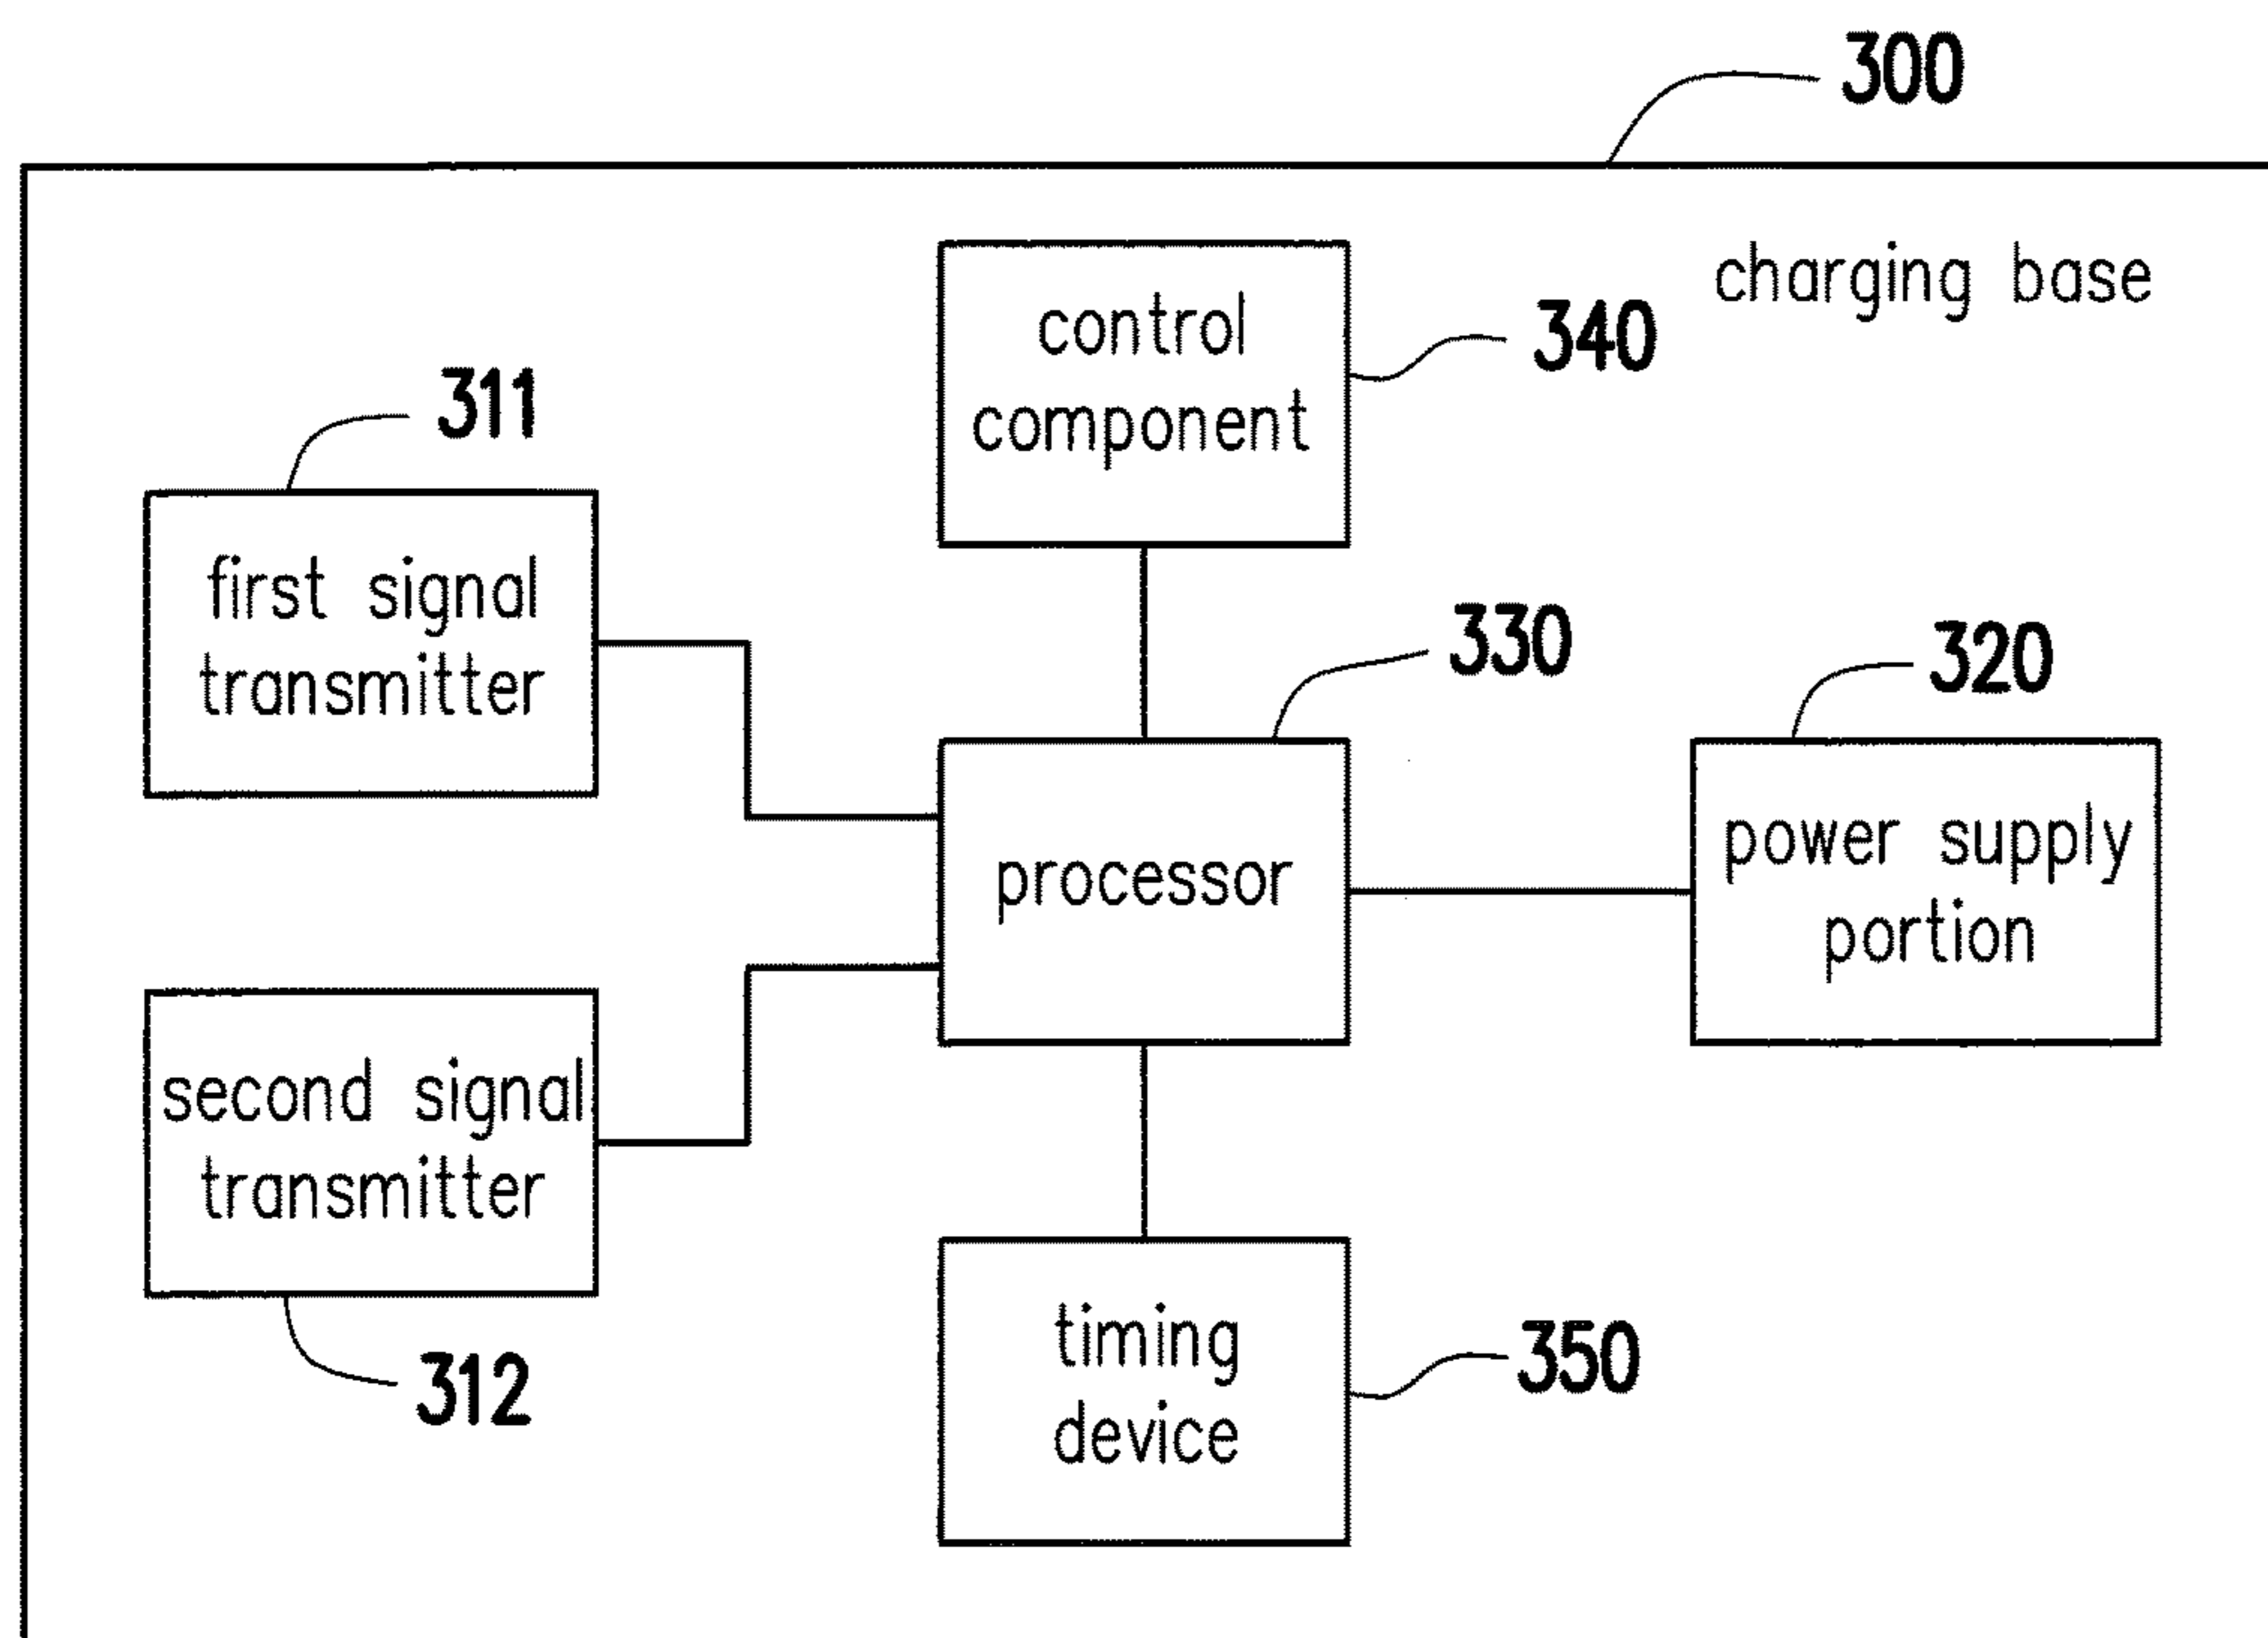 300
charging base
control
component
340
311
first signal
transmitter
330
processor
320
power supply
portion
second signal
transmitter
312
timing
device
350